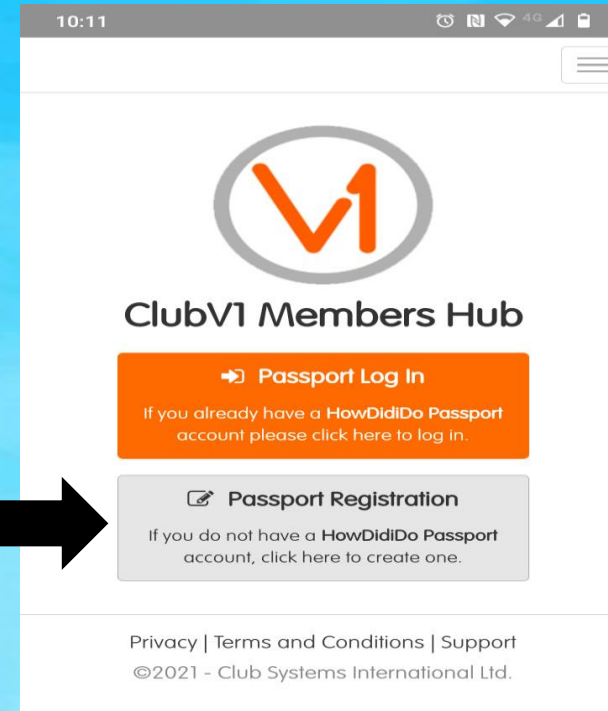 10:11
4G
V1
ClubV1 Members Hub
Passport Log In
If you already have a HowDidiDo Passport
account please click here to log in.
Passport Registration
If you do not have a HowDidiDo Passport
account, click here to create one.
Privacy | Terms and Conditions | Support
©2021 - Club Systems International Ltd.